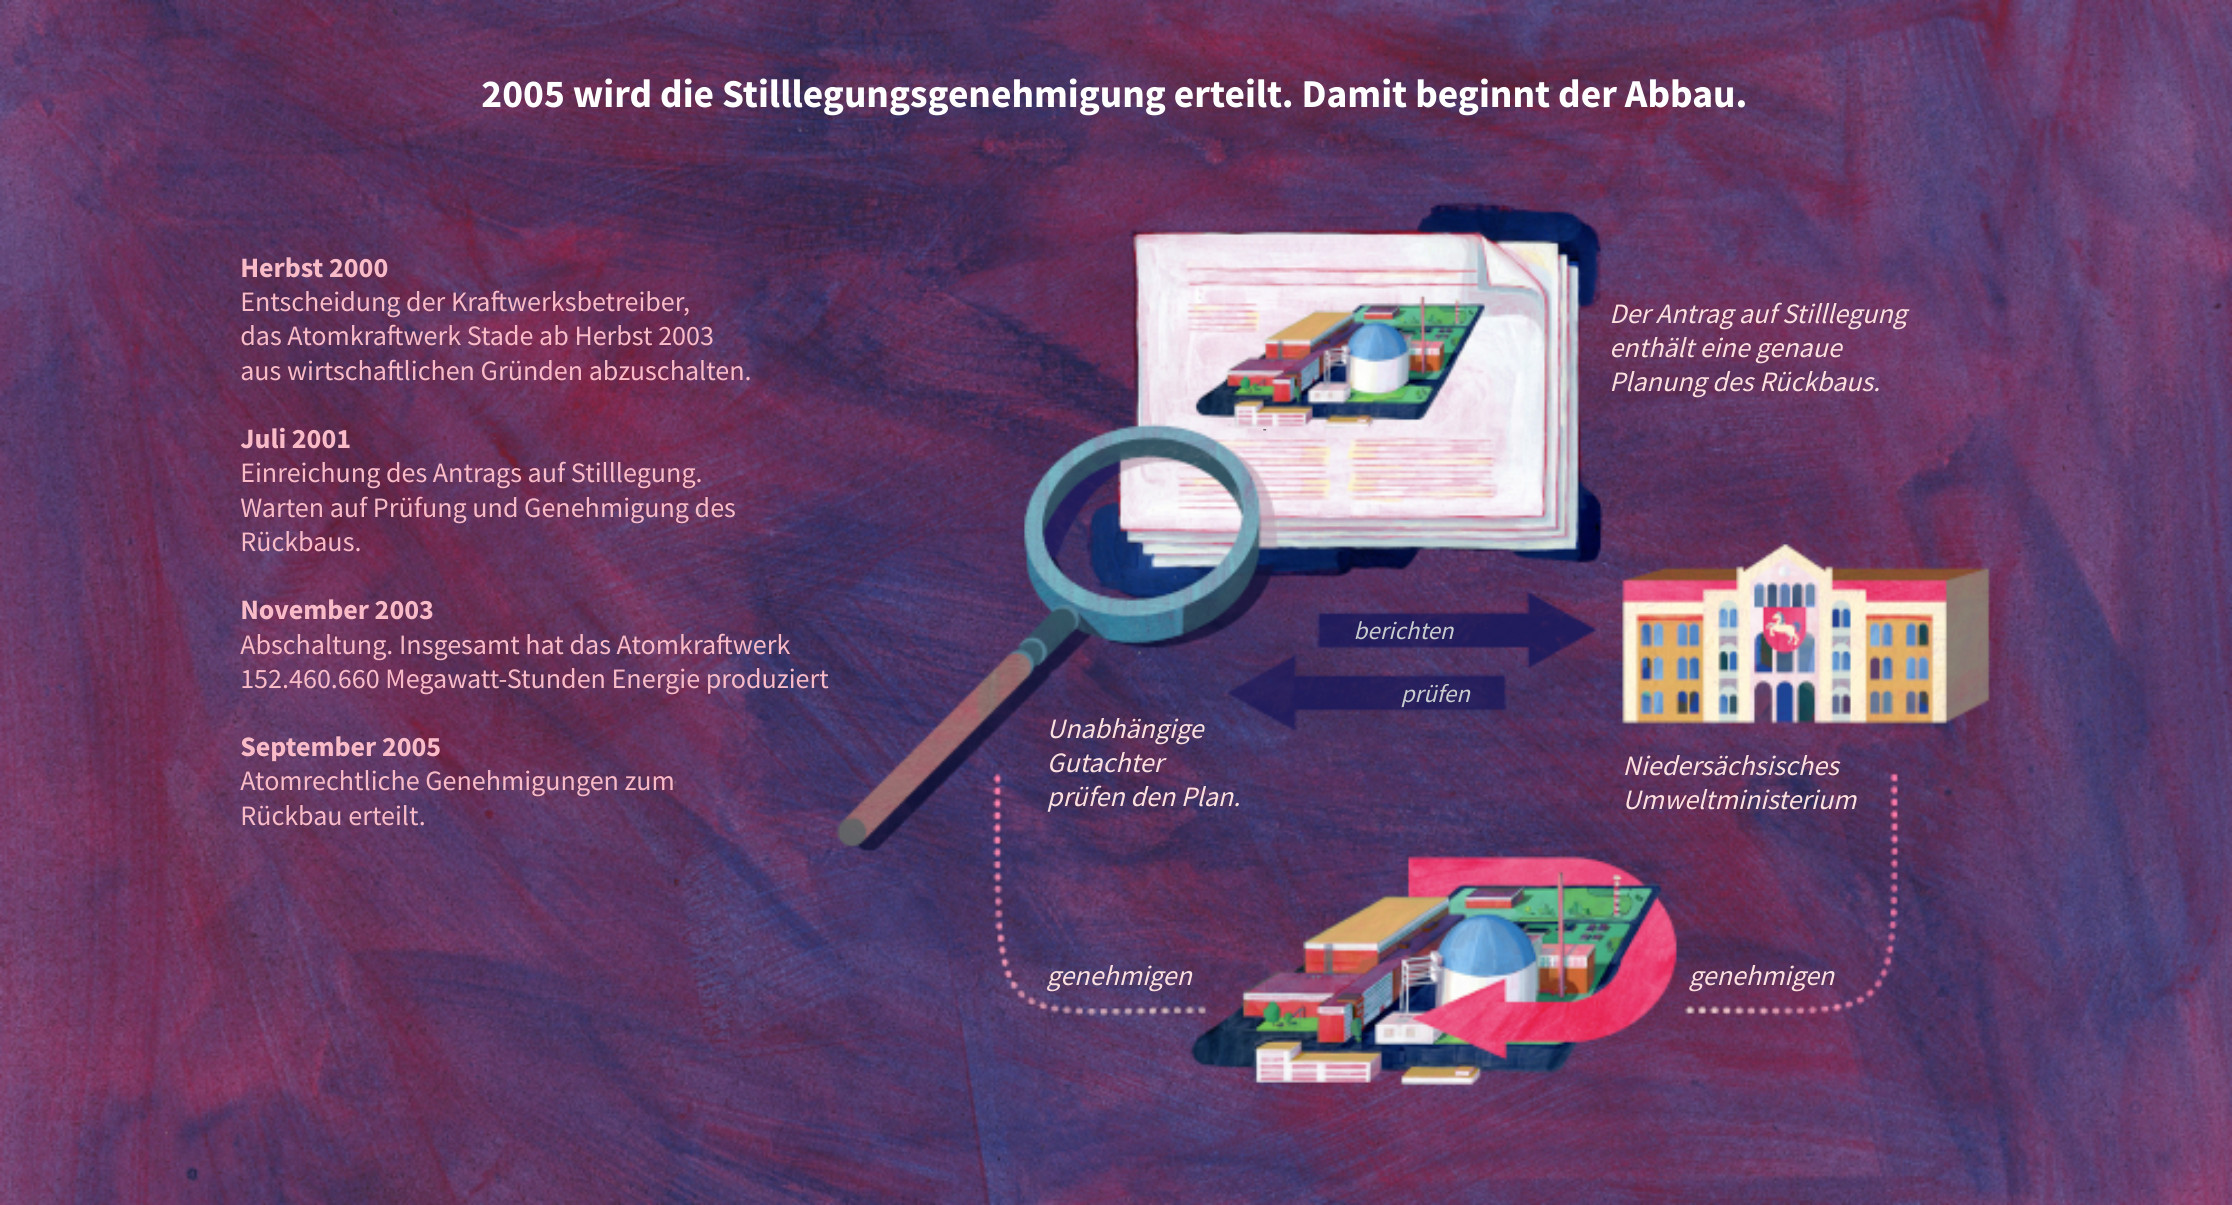 2005 wird die Stilllegungsgenehmigung erteilt. Damit beginnt der Abbau.
Herbst 2000
Entscheidung der Kraftwerksbetreiber,
das Atomkraftwerk Stade ab Herbst 2003
aus wirtschaftlichen Gründen abzuschalten.
Juli 2001
Einreichung des Antrags auf Stilllegung.
Warten auf Prüfung und Genehmigung des
Rückbaus.
November 2003
Abschaltung. Insgesamt hat das Atomkraftwerk
152.460.660 Megawatt-Stunden Energie produziert
September 2005
Atomrechtliche Genehmigungen zum
Rückbau erteilt.
Der Antrag auf Stilllegung
enthält eine genaue
Planung des Rückbaus.
berichten
prüfen
Unabhängige
Gutachter
prüfen den Plan.
Niedersächsisches
Umweltministerium
genehmigen
genehmigen